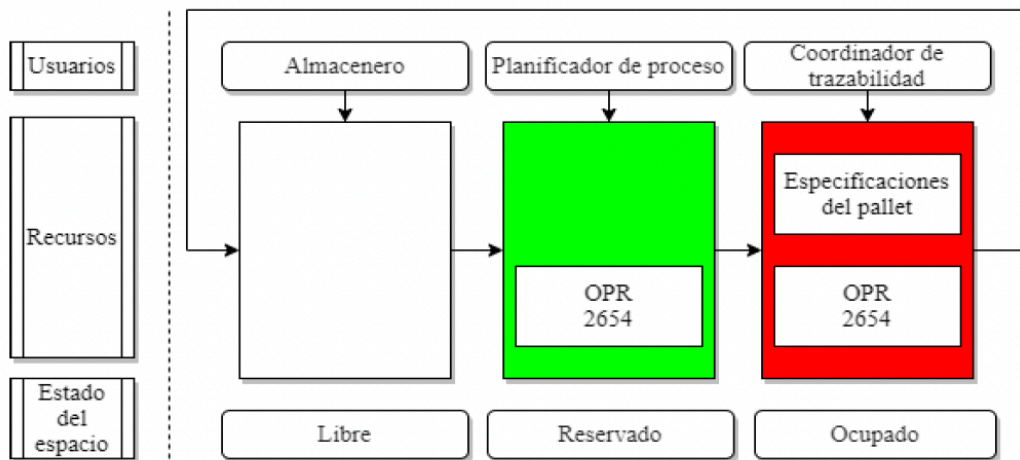 Usuarios
Almacenero
Planificador de proceso
Coordinador de
trazabilidad
Recursos
OPR
2654
Especificaciones
del pallet
OPR
2654
Estado
del
espacio
Libre
Reservado
Ocupado